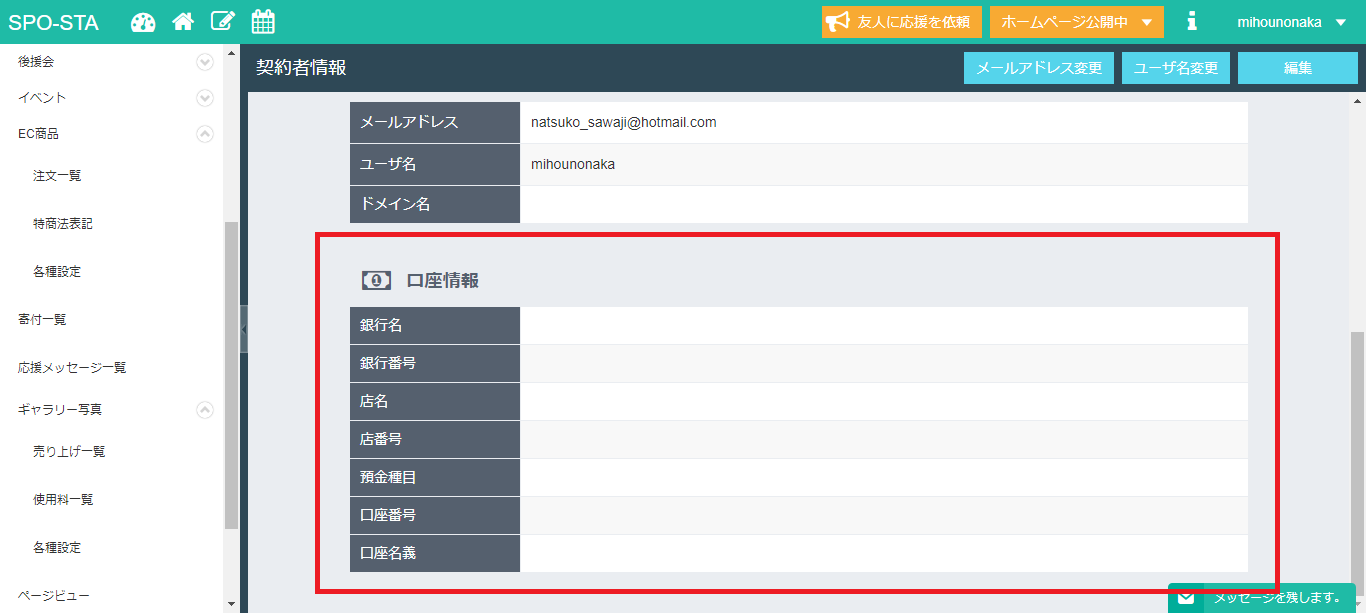 SPO-STA
友人に応援を依頼
ホームページ公開中
mihounonaka
後援会
イベント
EC商品
注文一覧
特商法表記
各種設定
寄付一覧
応援メッセージ一覧
ギャラリー写真
売り上げ一覧
使用料一覧
各種設定
ページビュー
契約者情報
メールアドレス変更
ユーザ名変更
編集
メールアドレス natsuko_sawaji@hotmail.com
ユーザ名 mihounonaka
ドメイン名
口座情報
銀行名
銀行番号
店名
店番号
預金種目
口座番号
口座名義
メッセージを残します。